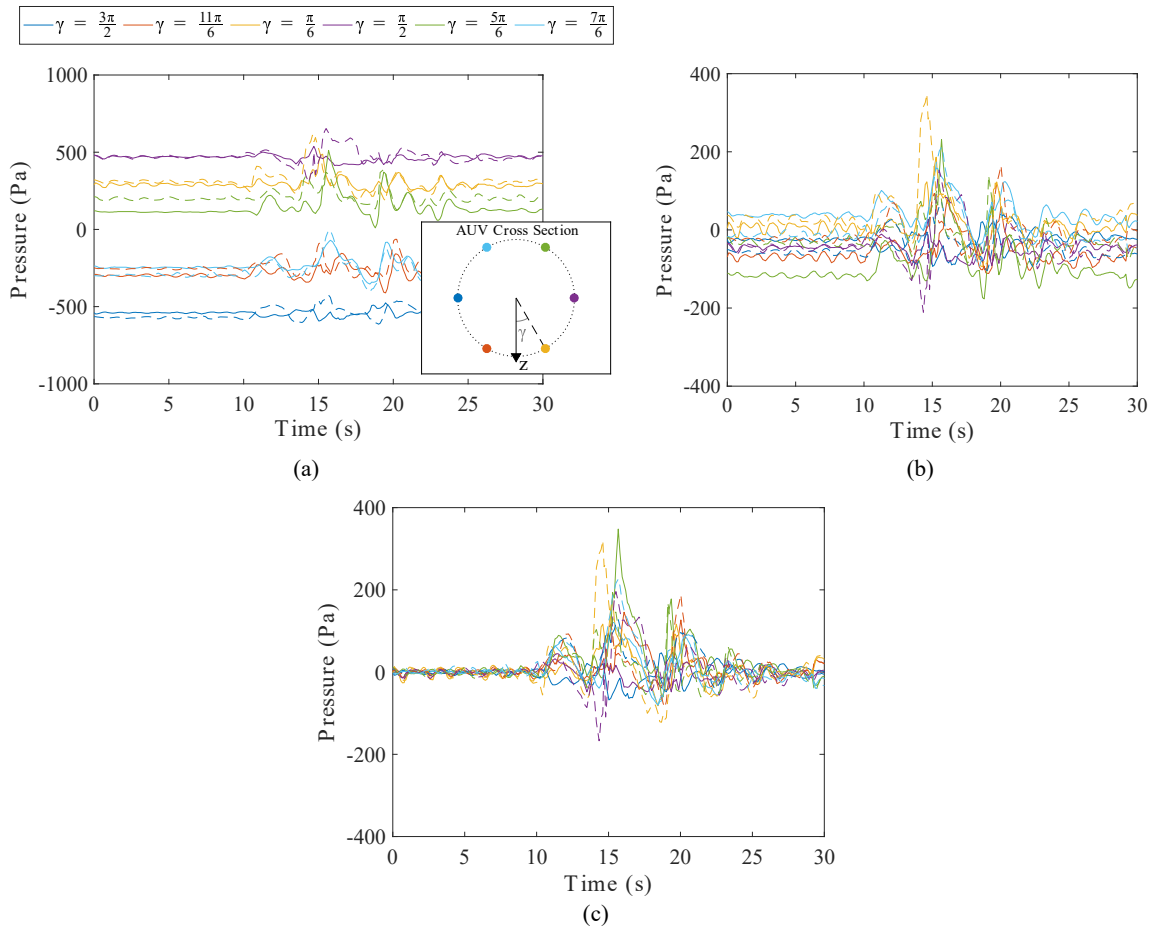 γ = 3π/2 γ = 11π/6 γ = π/6 γ = π/2 γ = 5π/6 γ = 7π/6
1000
500
0
-500
-1000
Pressure (Pa)
0 5 10 15 20 25 30
Time (s)
AUV Cross Section
γ
z
(a)
400
200
0
-200
-400
Pressure (Pa)
0 5 10 15 20 25 30
Time (s)
(b)
400
200
0
-200
-400
Pressure (Pa)
0 5 10 15 20 25 30
Time (s)
(c)